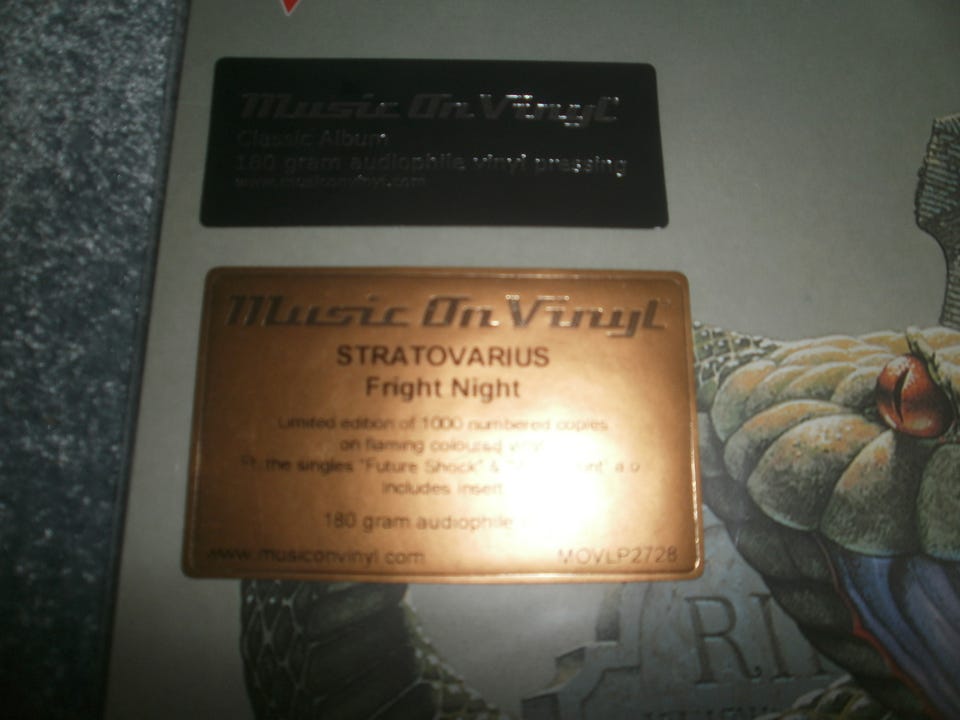 Music On Vinyl
Classic Album
180 gram audiophile vinyl pressing
www.musiconvinyl.com
Music On Vinyl
STRATOVARIUS
Fright Night
Limited edition of 1000 numbered copies
on flaming coloured vinyl
Ft. the singles "Future Shock" & a.o
includes insert
180 gram audiophile
www.musiconvinyl.com MOVLP2728